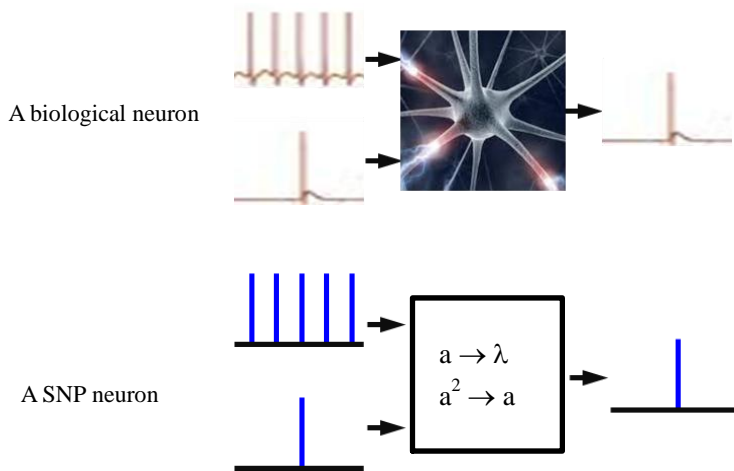 A biological neuron
a → λ
a² → a
A SNP neuron